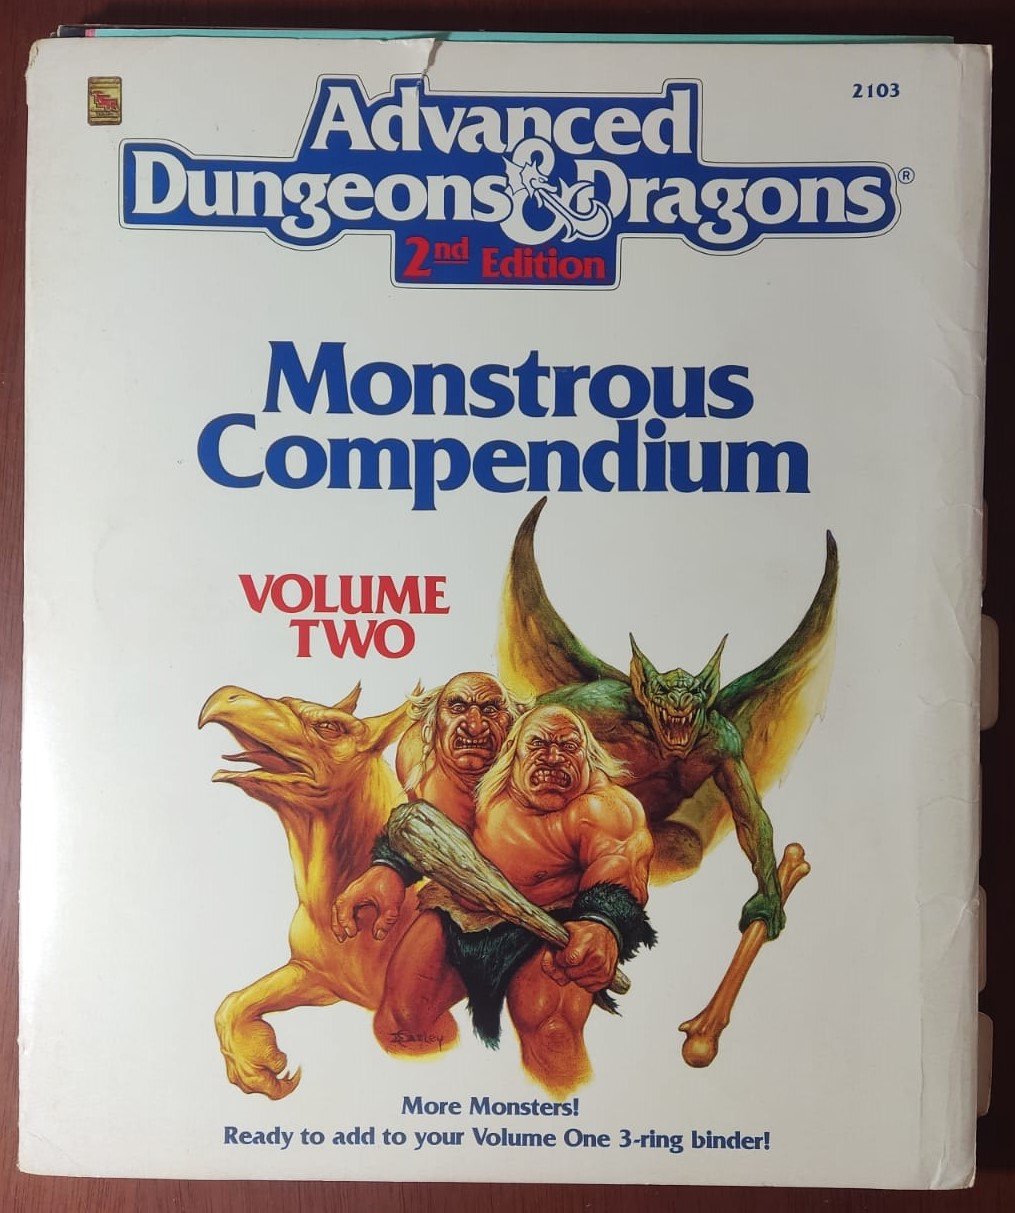 2103
Advanced
Dungeons & Dragons®
2nd Edition
Monstrous
Compendium
VOLUME
TWO
More Monsters!
Ready to add to your Volume One 3-ring binder!